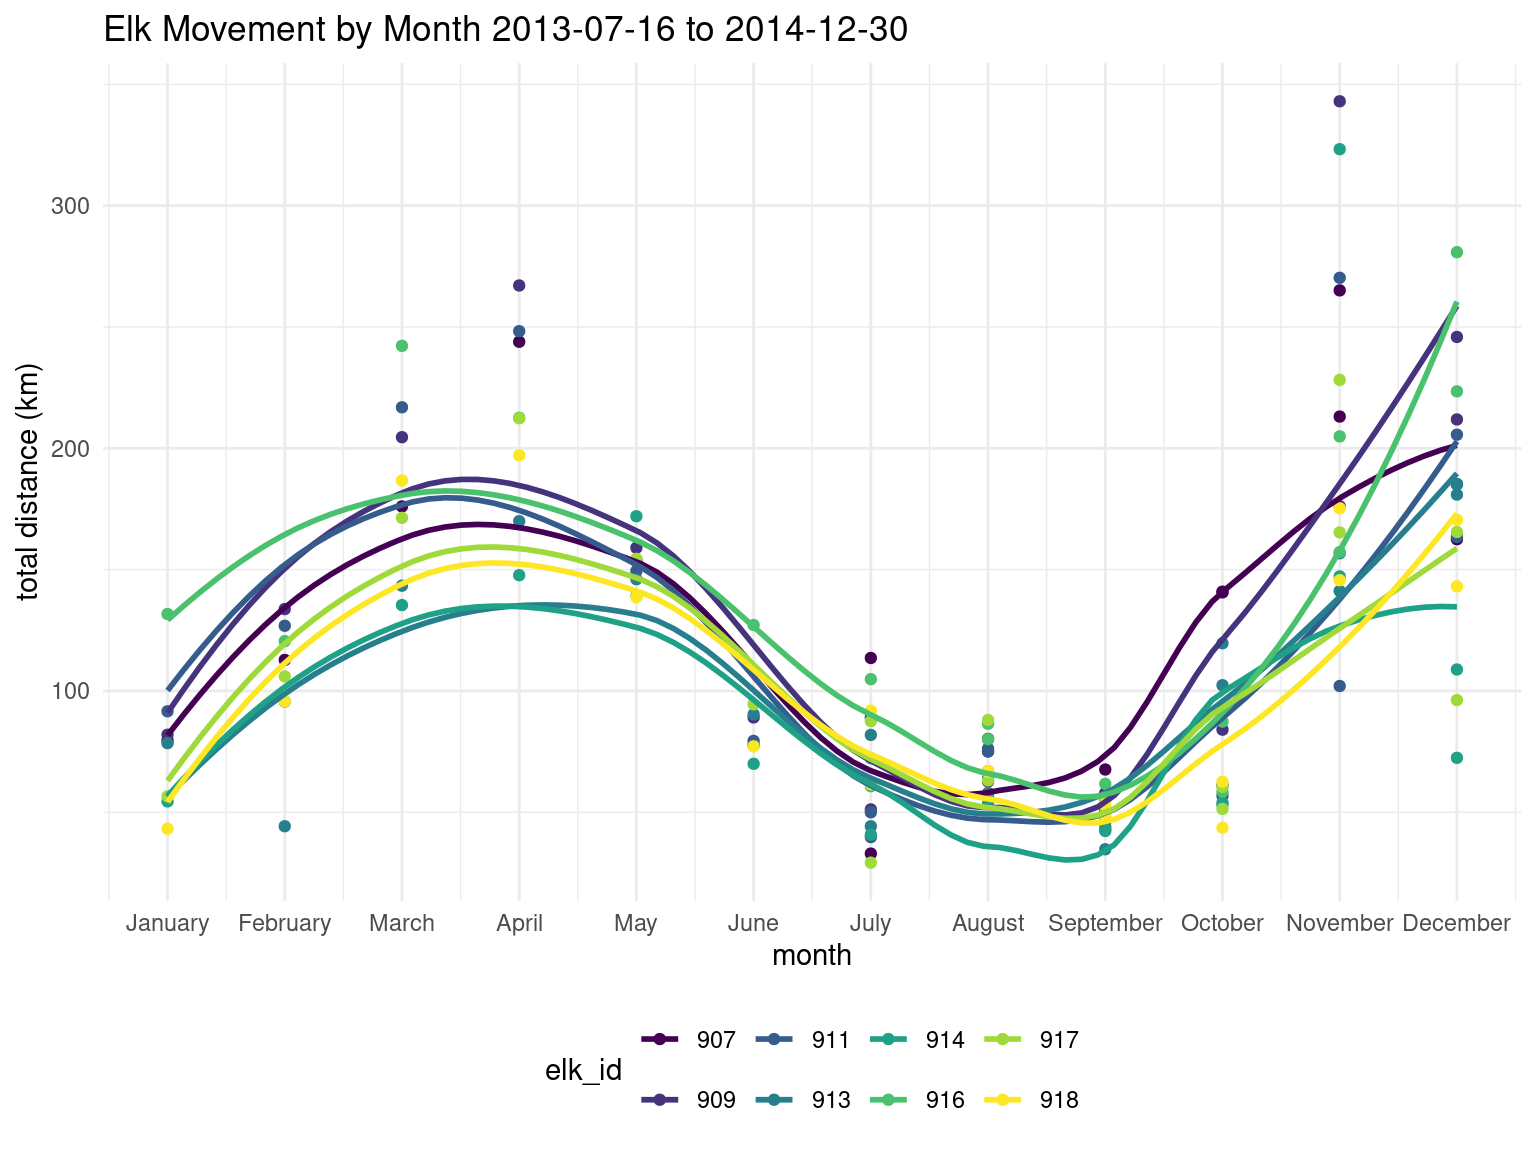 Elk Movement by Month 2013-07-16 to 2014-12-30
total distance (km)
300
200
100
January February March April May June July August September October November December
month
elk_id
907 911 914 917
909 913 916 918